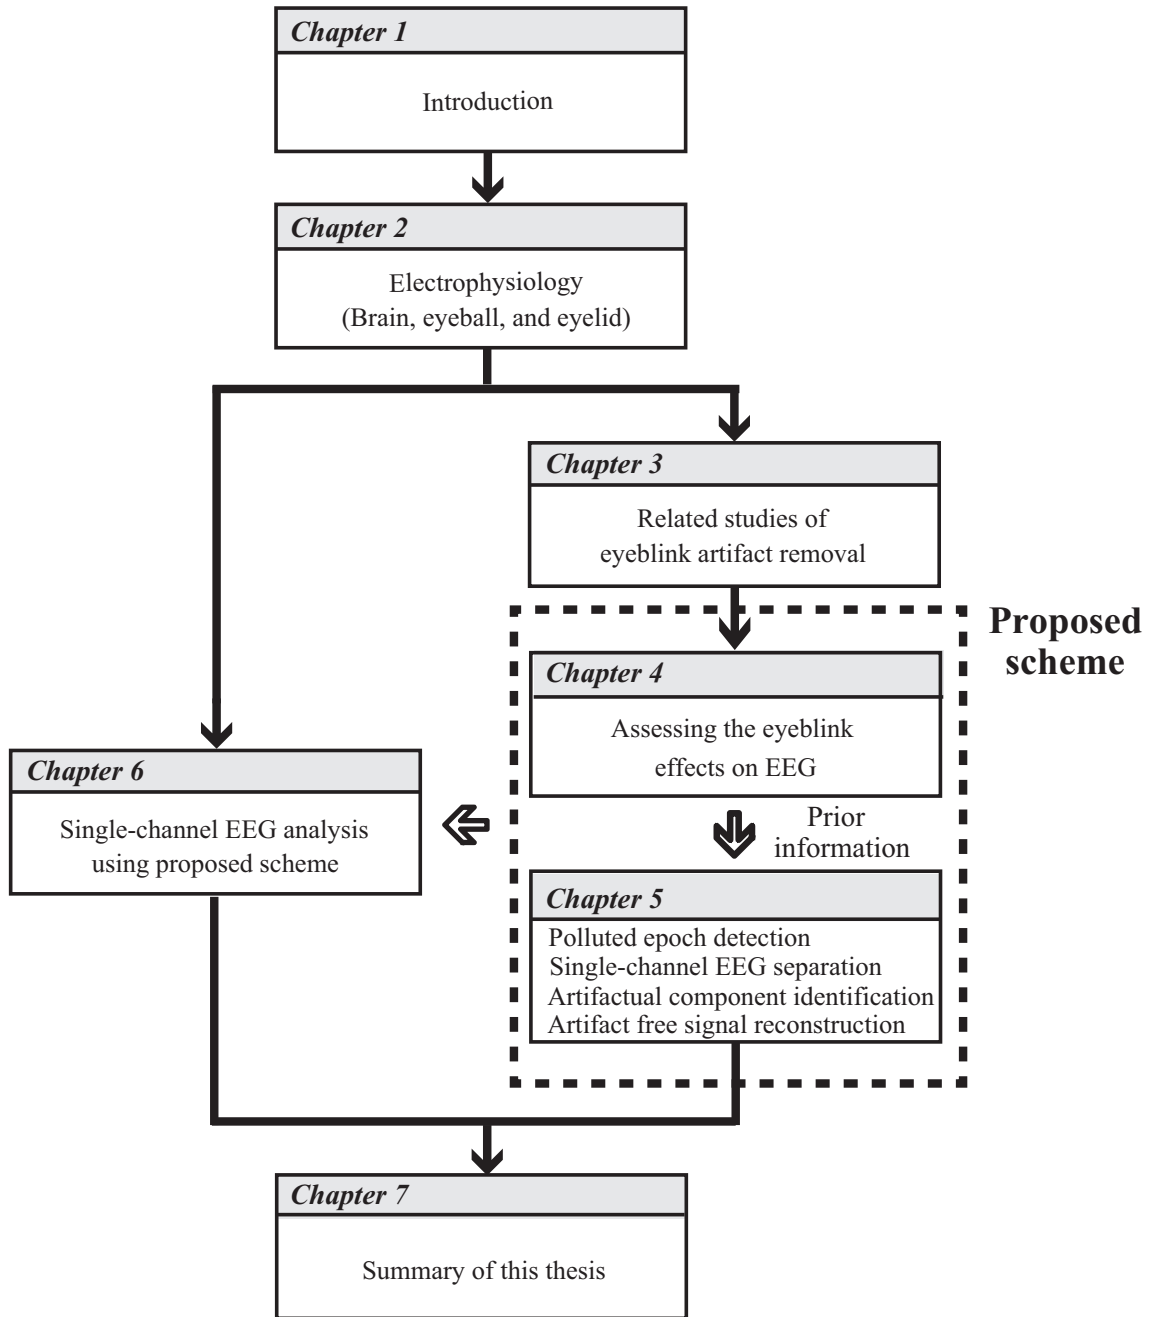 Chapter 1
Introduction
Chapter 2
Electrophysiology
(Brain, eyeball, and eyelid)
Chapter 3
Related studies of
eyeblink artifact removal
Proposed
scheme
Chapter 4
Assessing the eyeblink
effects on EEG
Prior
information
Chapter 5
Polluted epoch detection
Single-channel EEG separation
Artifactual component identification
Artifact free signal reconstruction
Chapter 6
Single-channel EEG analysis
using proposed scheme
Chapter 7
Summary of this thesis